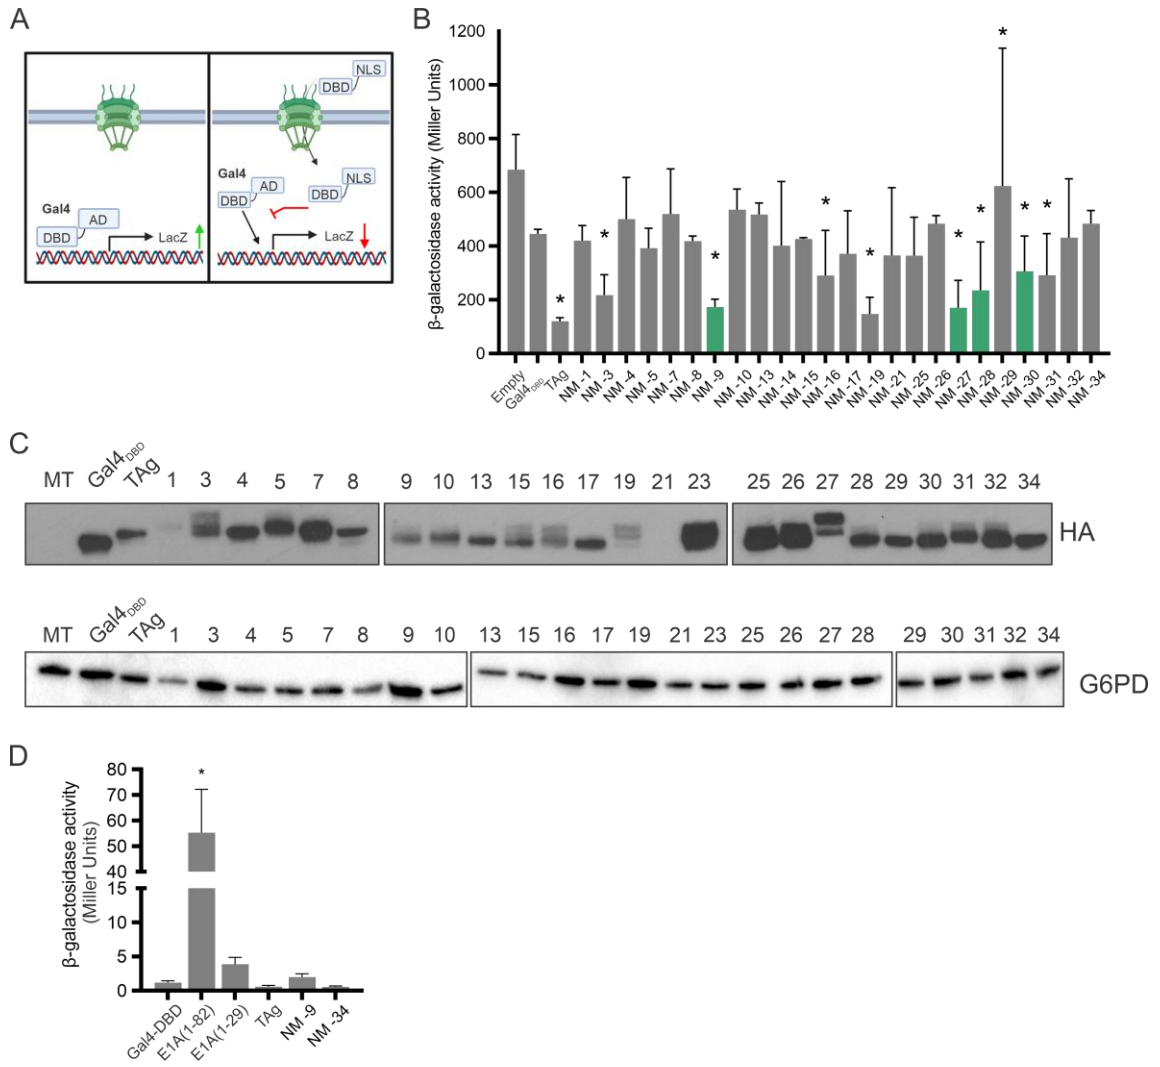 A
NLS
DBD
Gal4
AD
DBD
NLS
DBD
Gal4
AD
DBD
LacZ
LacZ
B
β-galactosidase activity (Miller Units)
1200
1000
800
600
400
200
0
* * * * * * * * * *
Empty Gal4DBD TAg NM -1 NM -3 NM -4 NM -5 NM -7 NM -8 NM -9 NM -10 NM -13 NM -14 NM -15 NM -16 NM -17 NM -19 NM -21 NM -25 NM -26 NM -27 NM -28 NM -29 NM -30 NM -31 NM -32 NM -34
C
MT Gal4DBD TAg 1 3 4 5 7 8 9 10 13 15 16 17 19 21 23 25 26 27 28 29 30 31 32 34
HA
MT Gal4DBD TAg 1 3 4 5 7 8 9 10 13 15 16 17 19 21 23 25 26 27 28 29 30 31 32 34
G6PD
D
β-galactosidase activity
(Miller Units)
80
70
60
50
40
15
10
5
0
*
Gal4-DBD E1A(1-82) E1A(1-29) TAg NM -9 NM -34